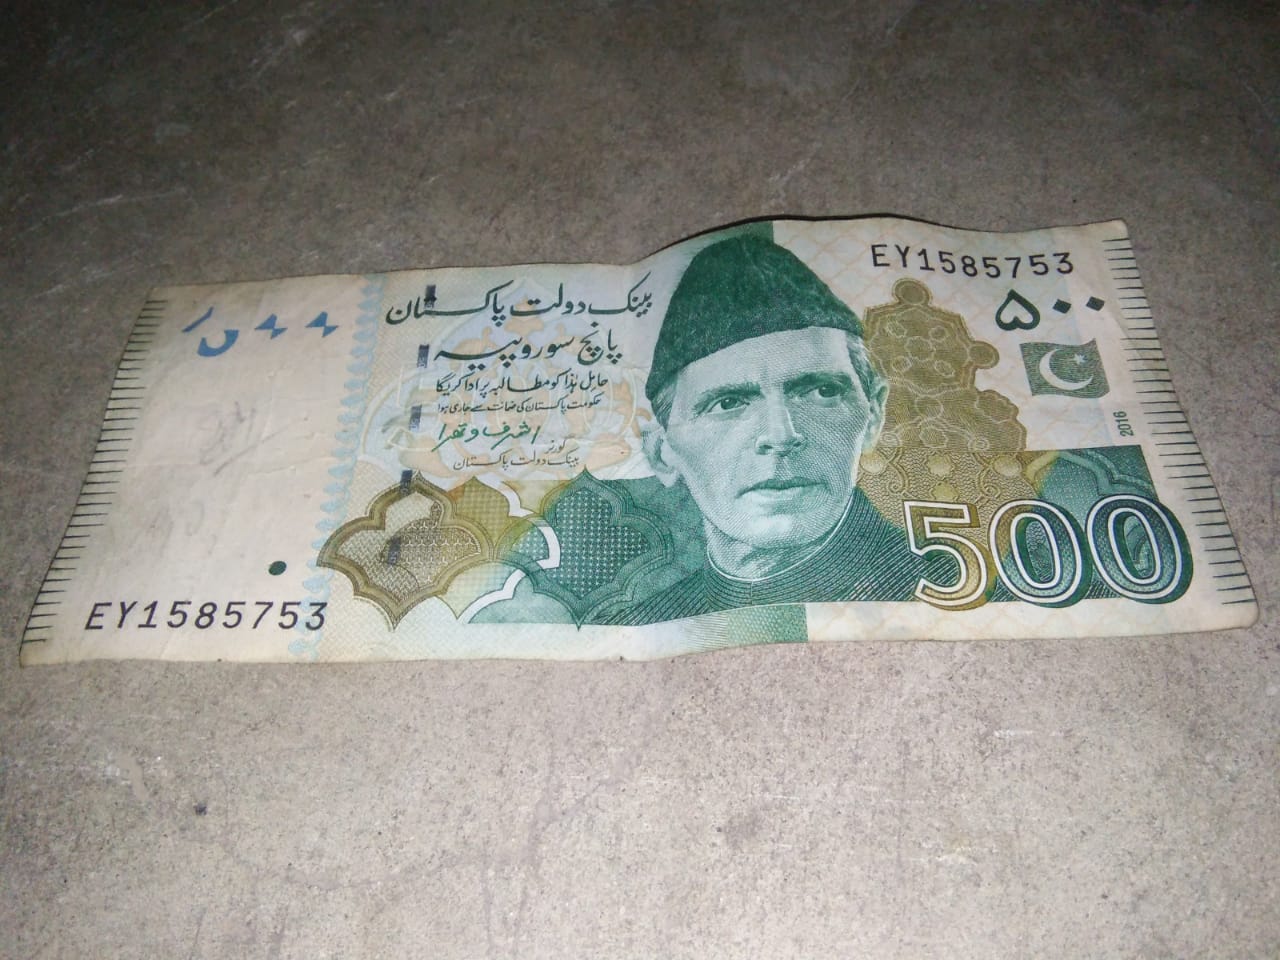 EY1585753
۵۰۰
بینک دولت پاکستان
پانچ سو روپیہ
حامل ہٰذا کو مطالبہ پر ادا کریگا
حکومت پاکستان کی ضمانت سے جاری ہوا
اشرف وتھرا
گورنر
بینک دولت پاکستان
2016
500
EY1585753